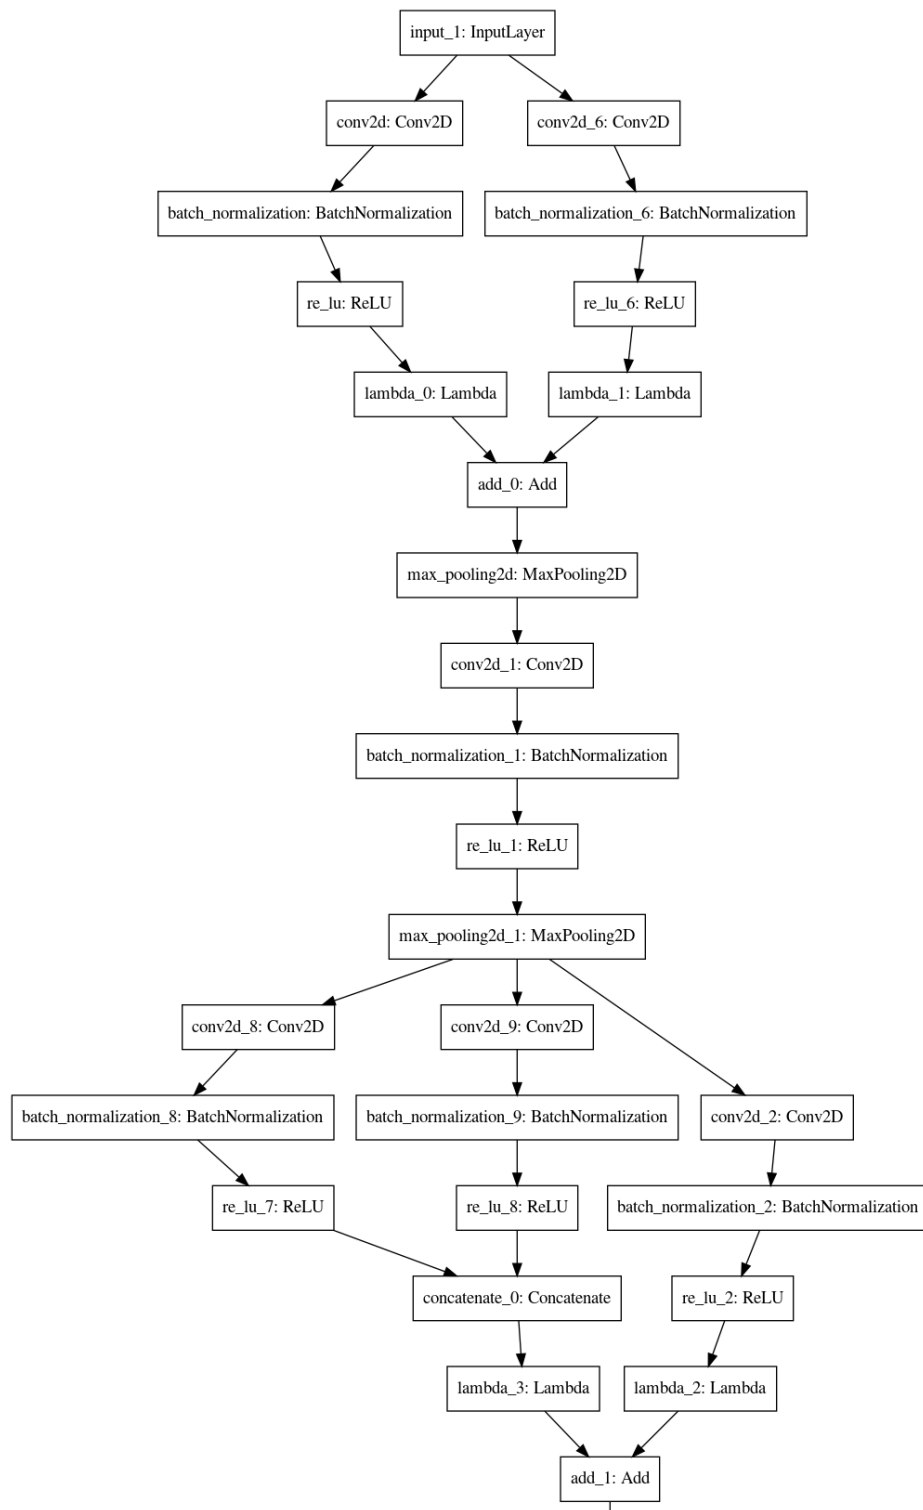 input_1: InputLayer
conv2d: Conv2D
conv2d_6: Conv2D
batch_normalization: BatchNormalization
batch_normalization_6: BatchNormalization
re_lu: ReLU
re_lu_6: ReLU
lambda_0: Lambda
lambda_1: Lambda
add_0: Add
max_pooling2d: MaxPooling2D
conv2d_1: Conv2D
batch_normalization_1: BatchNormalization
re_lu_1: ReLU
max_pooling2d_1: MaxPooling2D
conv2d_8: Conv2D
conv2d_9: Conv2D
batch_normalization_8: BatchNormalization
batch_normalization_9: BatchNormalization
conv2d_2: Conv2D
re_lu_7: ReLU
re_lu_8: ReLU
batch_normalization_2: BatchNormalization
concatenate_0: Concatenate
re_lu_2: ReLU
lambda_3: Lambda
lambda_2: Lambda
add_1: Add